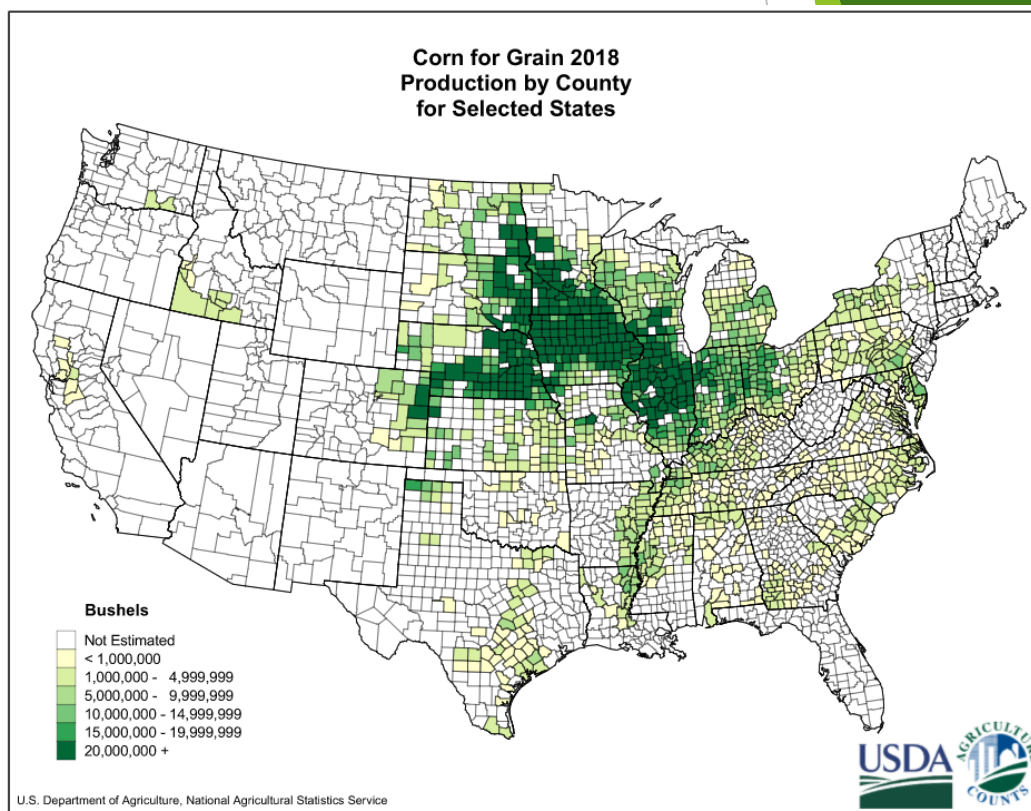 Corn for Grain 2018
Production by County
for Selected States
Bushels
Not Estimated
< 1,000,000
1,000,000 - 4,999,999
5,000,000 - 9,999,999
10,000,000 - 14,999,999
15,000,000 - 19,999,999
20,000,000 +
USDA
AGRICULTURE
COUNTS
U.S. Department of Agriculture, National Agricultural Statistics Service